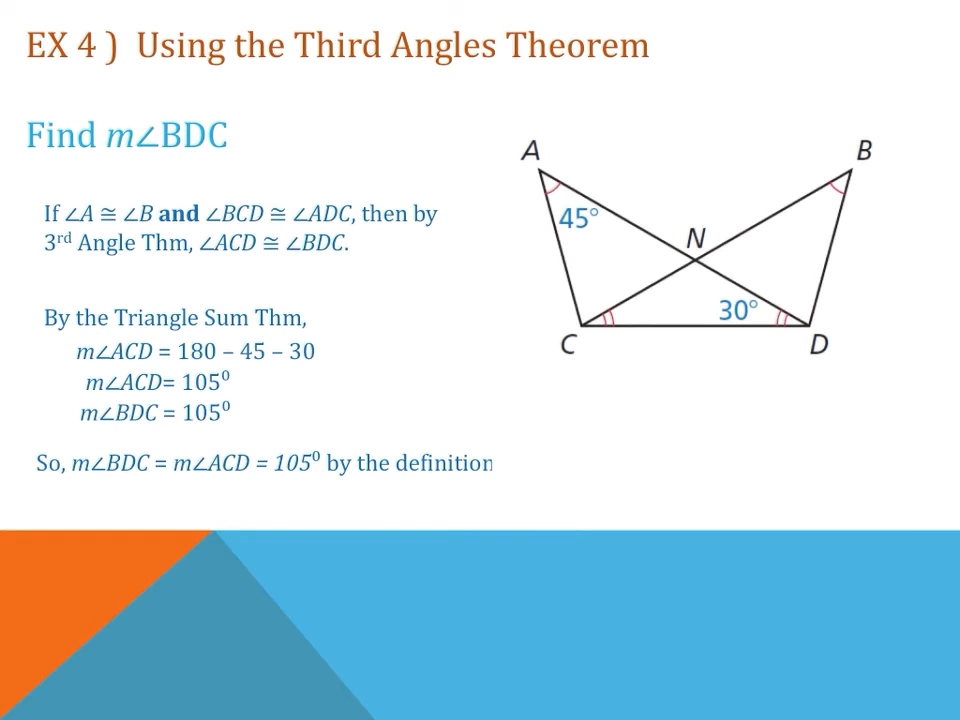 EX 4 ) Using the Third Angles Theorem
Find m∠BDC
If ∠A ≅ ∠B and ∠BCD ≅ ∠ADC, then by
3rd Angle Thm, ∠ACD ≅ ∠BDC.
By the Triangle Sum Thm,
m∠ACD = 180 – 45 – 30
m∠ACD= 105⁰
m∠BDC = 105⁰
So, m∠BDC = m∠ACD = 105⁰ by the definition
A
B
45°
N
30°
C
D